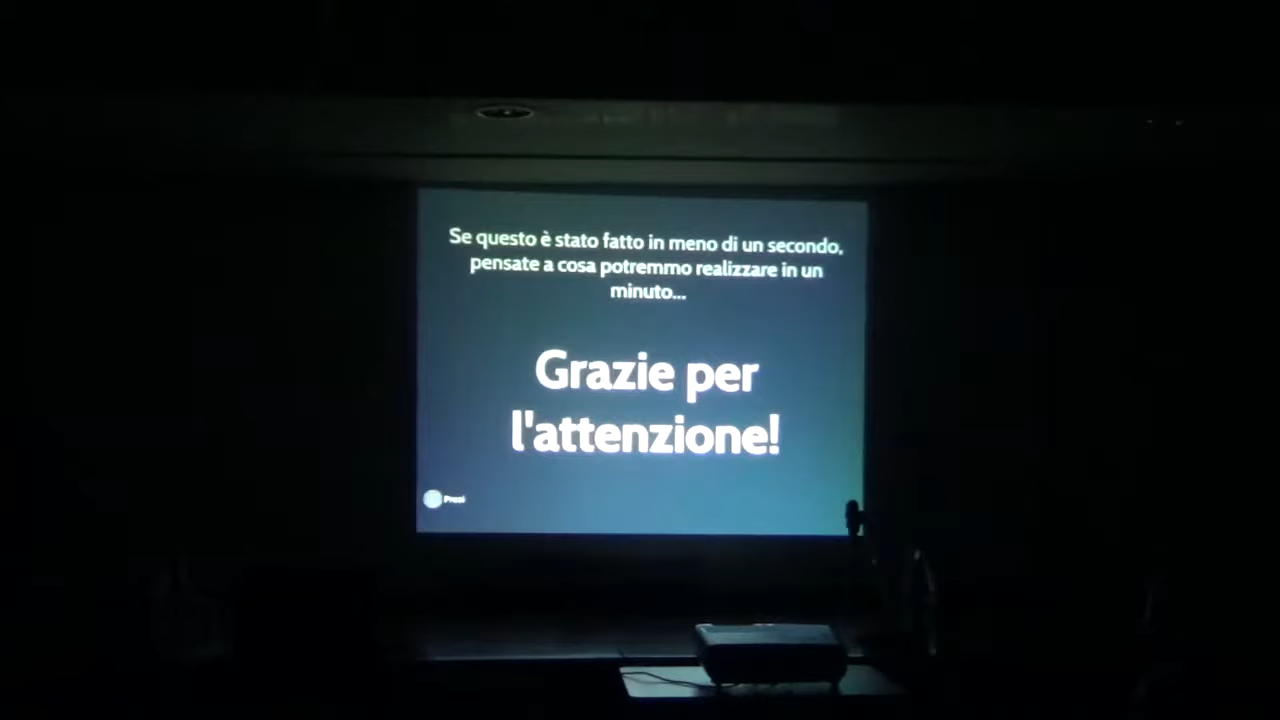 Se questo è stato fatto in meno di un secondo,
pensate a cosa potremmo realizzare in un
minuto...
Grazie per
l'attenzione!
Prezi